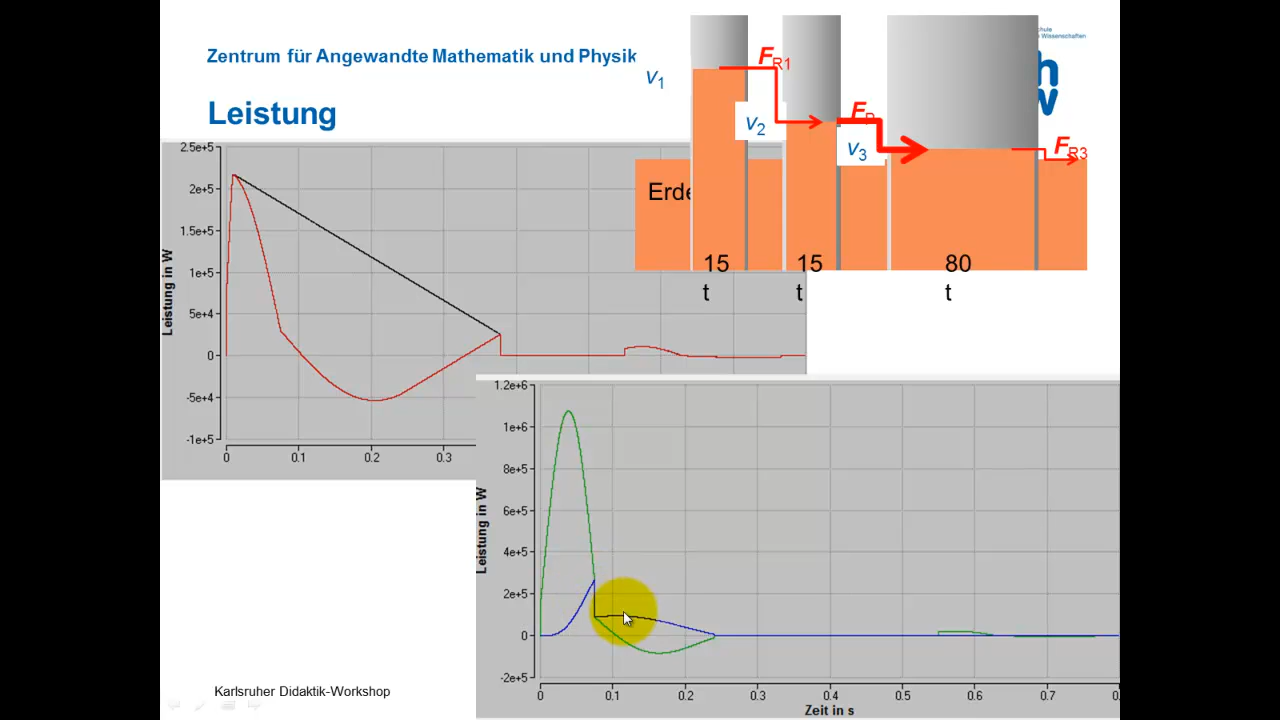 Zentrum für Angewandte Mathematik und Physik
Leistung
Wissenschaften
h
w
v1
FR1
v2
v3
FR3
Erde
15 t
15 t
80 t
Leistung in W
2.5e+5
2e+5
1.5e+5
1e+5
5e+4
0
-5e+4
-1e+5
0 0.1 0.2 0.3
Leistung in W
1.2e+6
1e+6
8e+5
6e+5
4e+5
2e+5
0
-2e+5
0 0.1 0.2 0.3 0.4 0.5 0.6 0.7
Zeit in s
Karlsruher Didaktik-Workshop